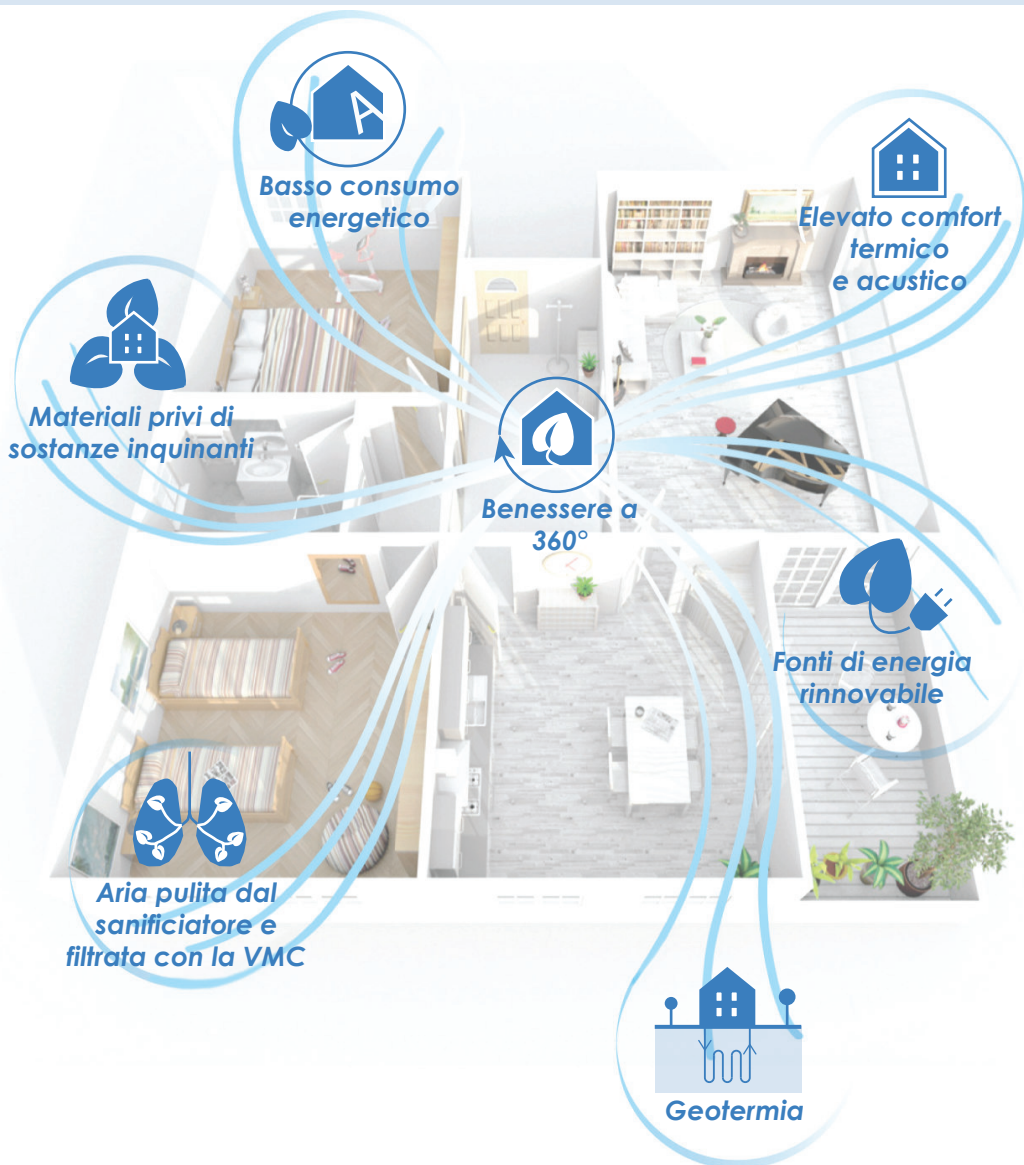 A
Basso consumo
energetico
Elevato comfort
termico
e acustico
Materiali privi di
sostanze inquinanti
Benessere a
360°
Fonti di energia
rinnovabile
Aria pulita dal
sanificiatore e
filtrata con la VMC
Geotermia